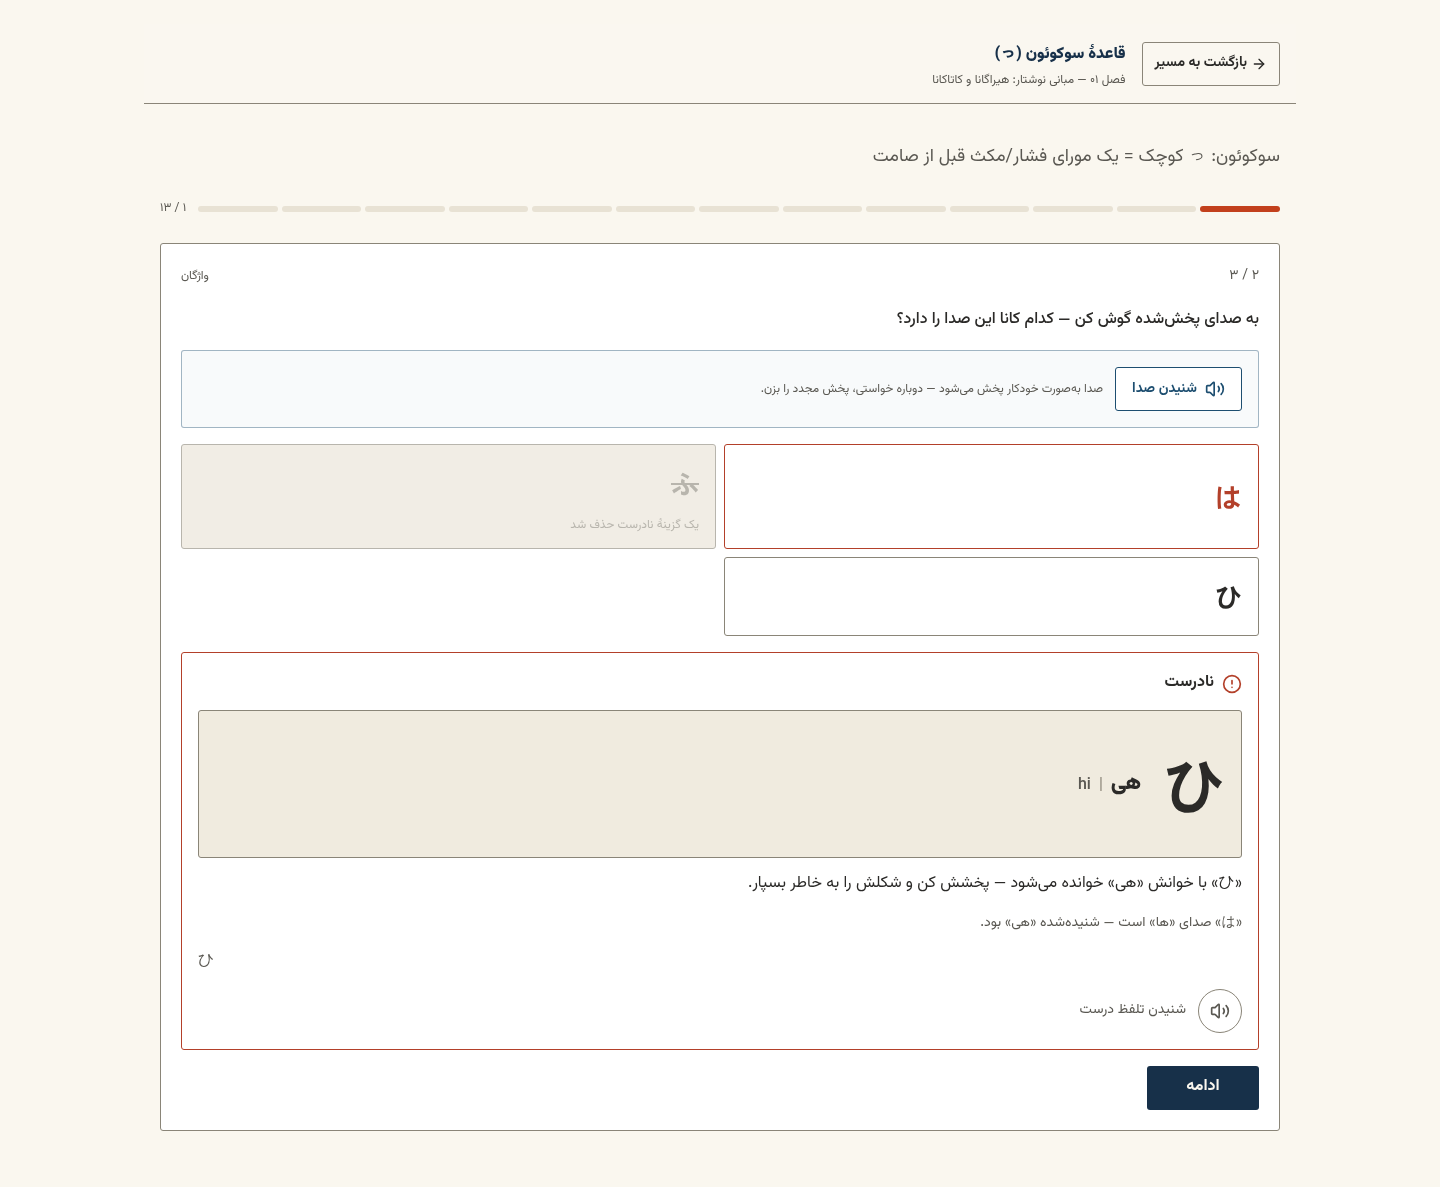 بازگشت به مسیر
قاعدهٔ سوکوئون (っ)
فصل ۰۱ — مبانی نوشتار: هیراگانا و کاتاکانا
سوکوئون: っ کوچک = یک مورای فشار/مکث قبل از صامت
۱ / ۱۳
۲ / ۳
واژگان
به صدای پخش‌شده گوش کن — کدام کانا این صدا را دارد؟
شنیدن صدا
صدا به‌صورت خودکار پخش می‌شود — دوباره خواستی، پخش مجدد را بزن.
は
ふ
یک گزینهٔ نادرست حذف شد
ひ
نادرست
ひ
هی | hi
«ひ» با خوانش «هی» خوانده می‌شود — پخشش کن و شکلش را به خاطر بسپار.
«は» صدای «ها» است — شنیده‌شده «هی» بود.
ひ
شنیدن تلفظ درست
ادامه